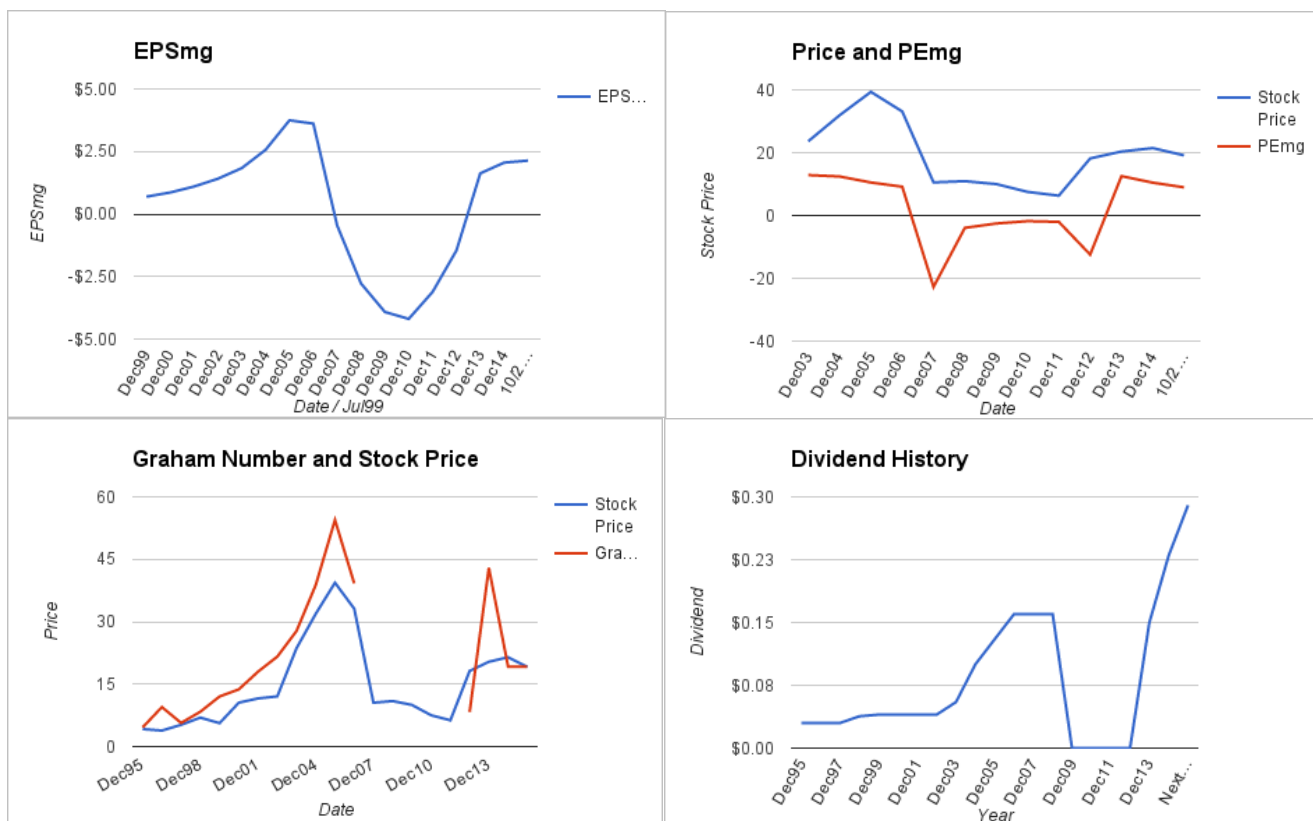 EPSmg
$5.00
$2.50
$0.00
-$2.50
-$5.00
EPSmg
EPS...
Dec99
Dec00
Dec01
Dec02
Dec03
Dec04
Dec05
Dec06
Dec07
Dec08
Dec09
Dec10
Dec11
Dec12
Dec13
Dec14
10/2...
Date / Jul99
Price and PEmg
40
20
0
-20
-40
Stock Price
Stock
Price
PEmg
Dec03
Dec04
Dec05
Dec06
Dec07
Dec08
Dec09
Dec10
Dec11
Dec12
Dec13
Dec14
10/2...
Date
Graham Number and Stock Price
60
45
30
15
0
Price
Stock
Price
Gra...
Dec95
Dec98
Dec01
Dec04
Dec07
Dec10
Dec13
Date
Dividend History
$0.30
$0.23
$0.15
$0.08
$0.00
Dividend
Dec95
Dec97
Dec99
Dec01
Dec03
Dec05
Dec07
Dec09
Dec11
Dec13
Next...
Year